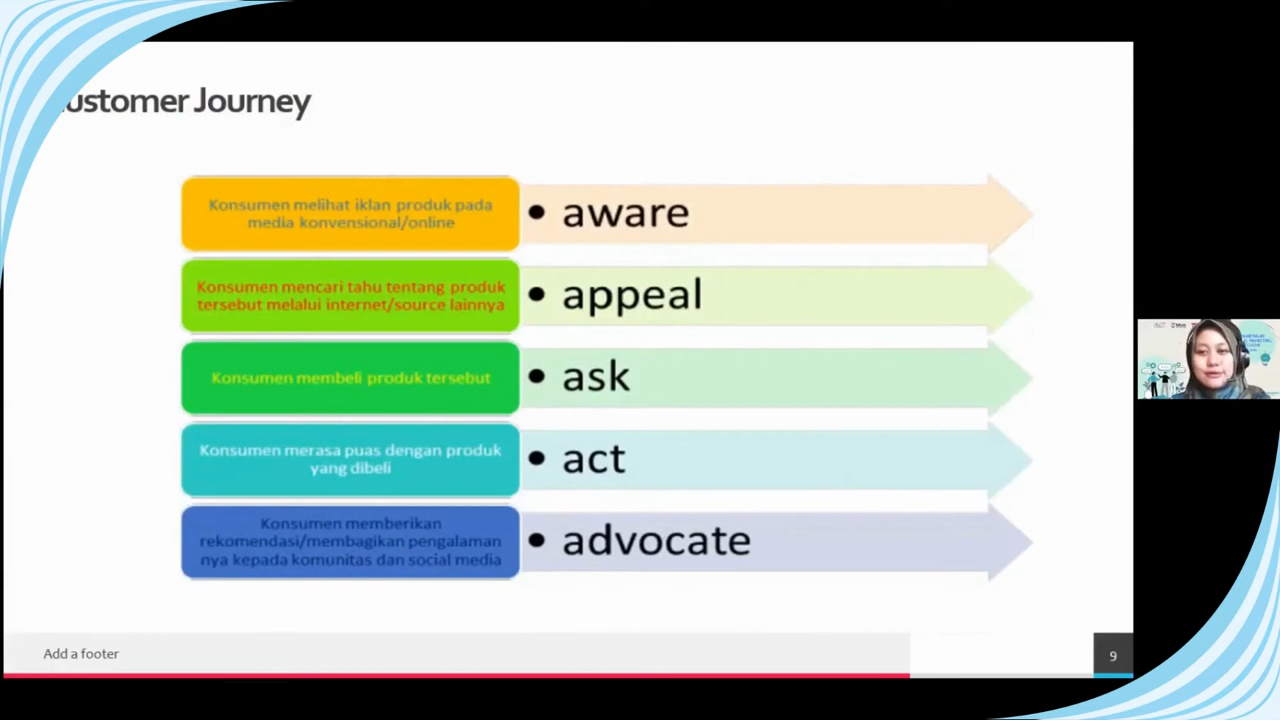 ustomer Journey
Konsumen melihat iklan produk pada
media konvensional/online
• aware
Konsumen mencari tahu tentang produk
tersebut melalui internet/source lainnya
• appeal
Konsumen membeli produk tersebut
• ask
Konsumen merasa puas dengan produk
yang dibeli
• act
Konsumen memberikan
rekomendasi/membagikan pengalaman
nya kepada komunitas dan social media
• advocate
Add a footer
9